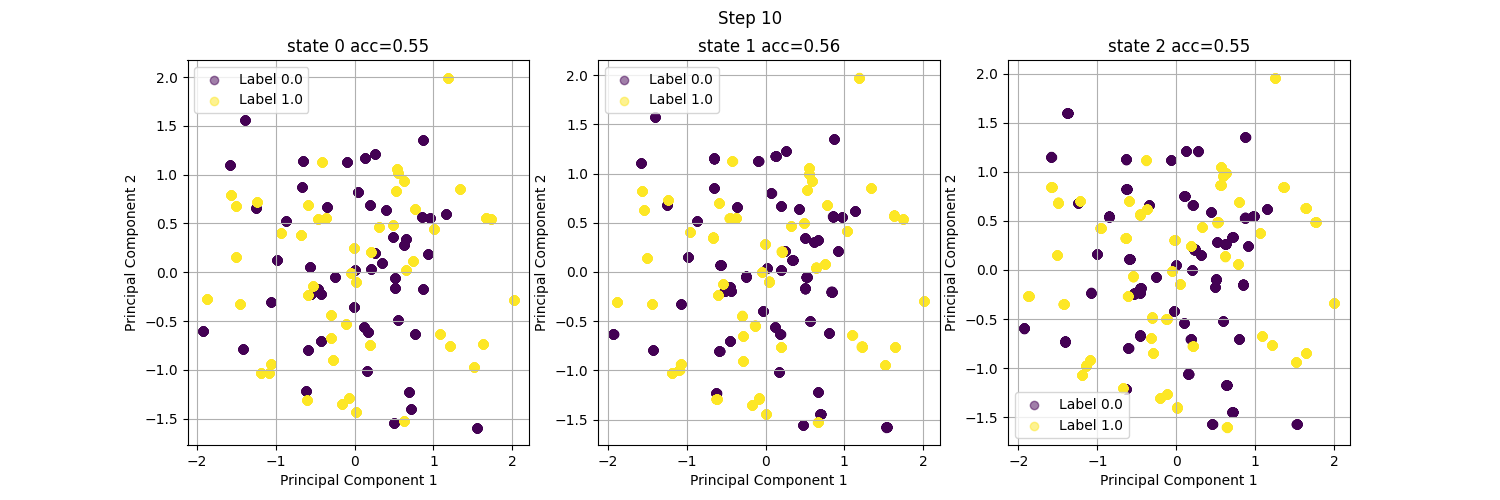 Step 10
state 0 acc=0.55
Label 0.0
Label 1.0
2.0
1.5
1.0
0.5
0.0
−0.5
−1.0
−1.5
Principal Component 2
−2
−1
0
1
2
Principal Component 1
state 1 acc=0.56
Label 0.0
Label 1.0
2.0
1.5
1.0
0.5
0.0
−0.5
−1.0
−1.5
Principal Component 2
−2
−1
0
1
2
Principal Component 1
state 2 acc=0.55
2.0
1.5
1.0
0.5
0.0
−0.5
−1.0
−1.5
Principal Component 2
Label 0.0
Label 1.0
−2
−1
0
1
2
Principal Component 1